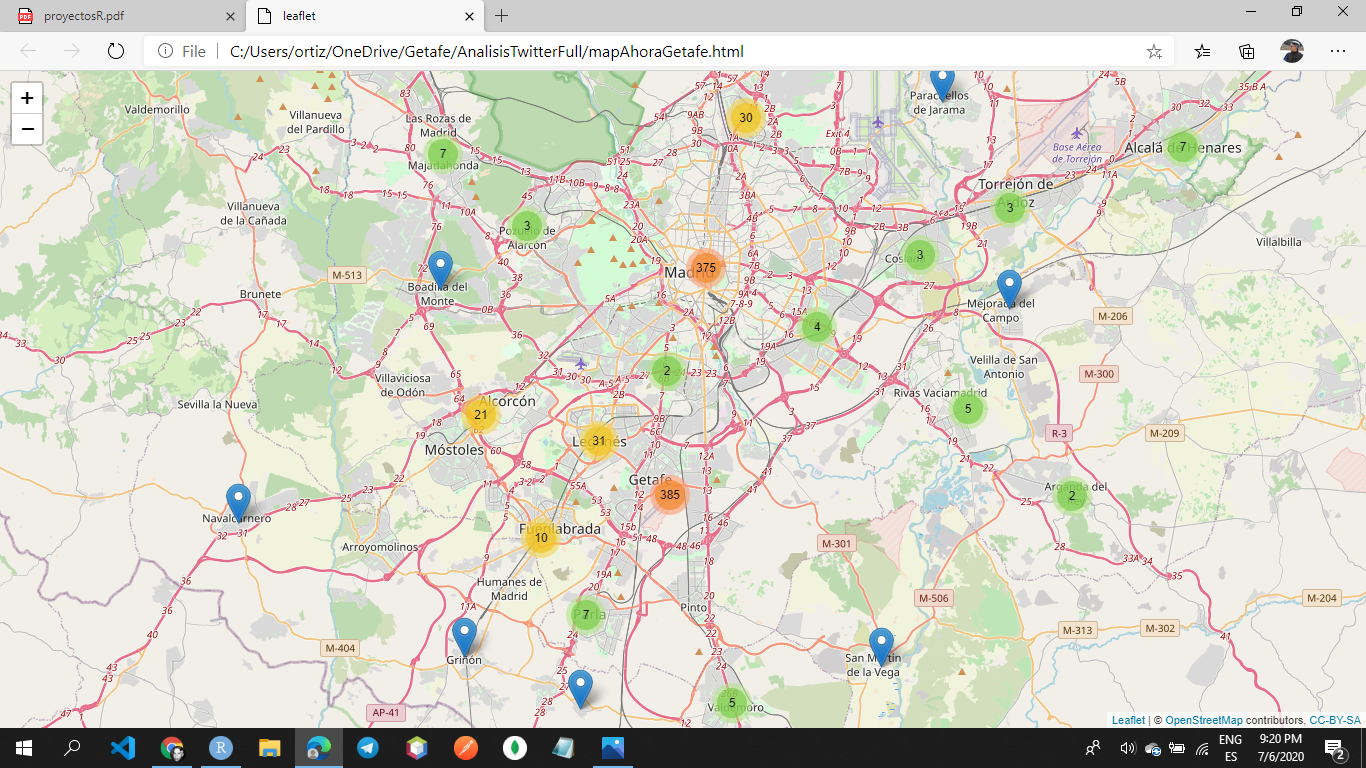 proyectosR.pdf
leaflet
File
C:/Users/ortiz/OneDrive/Getafe/AnalisisTwitterFull/mapAhoraGetafe.html
+
−
Valdemorillo
Villanueva
del Pardillo
Las Rozas de
Madrid
7
Majadahonda
30
Paracuellos
de Jarama
Exit 4
Base Aérea
de Torrejón
7
Alcalá de Henares
Torrejón de
Ardoz
3
Villanueva
de la Cañada
3
Pozuelo de
Alarcón
Villalbilla
3
Coslada
M-513
375
Madrid
Boadilla del
Monte
Brunete
Mejorada del
Campo
M-206
4
Velilla de San
Antonio
M-300
2
Villaviciosa
de Odón
Sevilla la Nueva
Alcorcón
21
Rivas Vaciamadrid
5
R-3
M-209
31
Leganés
Móstoles
Getafe
385
Arganda del
2
Navalcarnero
Fuenlabrada
10
Arroyomolinos
M-301
Humanes de
Madrid
Pinto
M-506
M-204
7
Parla
M-313
M-302
M-404
Griñón
San Martín
de la Vega
5
Valdemoro
AP-41
Leaflet | © OpenStreetMap contributors, CC-BY-SA
ENG
ES
9:20 PM
7/6/2020
2